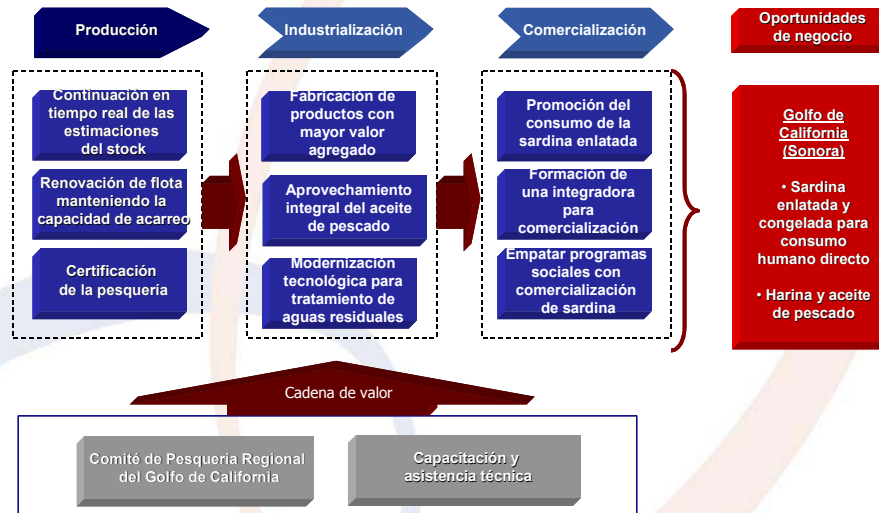 Producción
Industrialización
Comercialización
Oportunidades
de negocio
Continuación en
tiempo real de las
estimaciones
del stock
Renovación de flota
manteniendo la
capacidad de acarreo
Certificación
de la pesquería
Fabricación de
productos con
mayor valor
agregado
Aprovechamiento
integral del aceite
de pescado
Modernización
tecnológica para
tratamiento de
aguas residuales
Promoción del
consumo de la
sardina enlatada
Formación de
una integradora
para
comercialización
Empatar programas
sociales con
comercialización
de sardina
Golfo de
California
(Sonora)
• Sardina
enlatada y
congelada para
consumo
humano directo
• Harina y aceite
de pescado
Cadena de valor
Comité de Pesquería Regional
del Golfo de California
Capacitación y
asistencia técnica